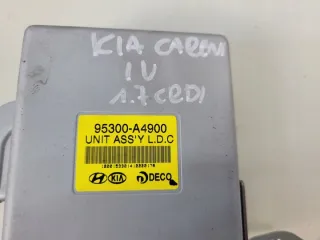 KIA CAREN
IV
1.7 CRDI
95300-A4900
UNIT ASS'Y L.D.C
KIA DECO